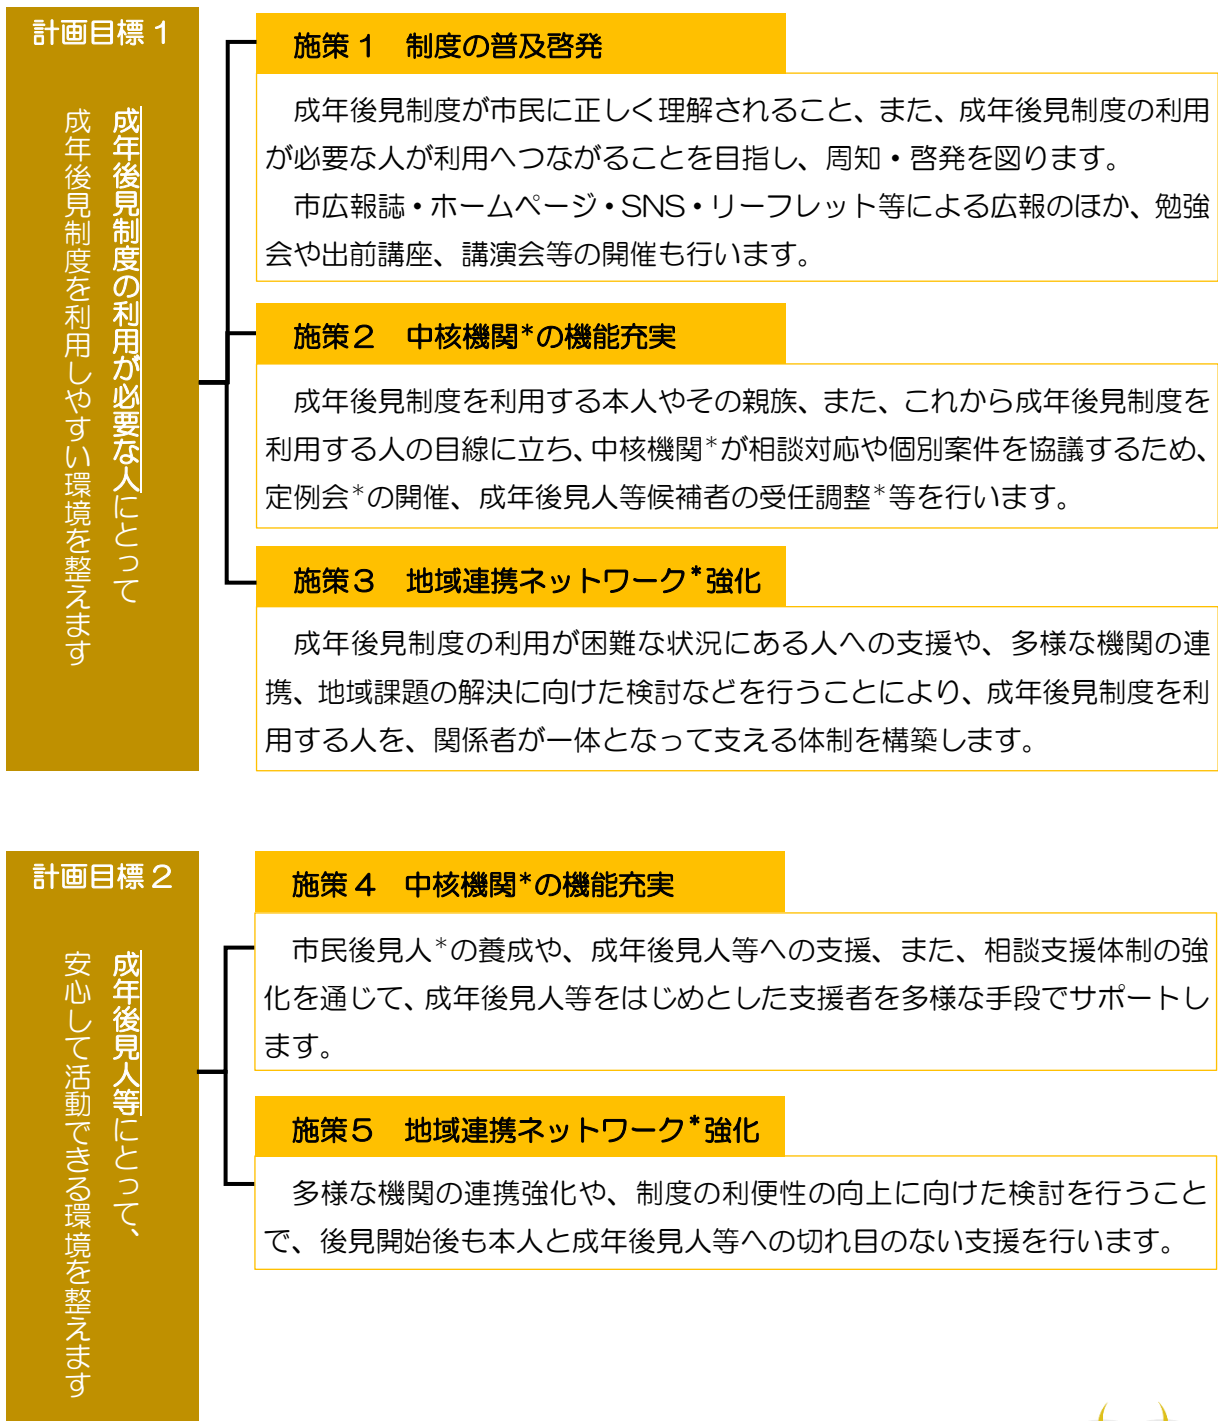 計画目標１
成年後見制度の利用が必要な人にとって
成年後見制度を利用しやすい環境を整えます
施策１　制度の普及啓発
成年後見制度が市民に正しく理解されること、また、成年後見制度の利用
が必要な人が利用へつながることを目指し、周知・啓発を図ります。
市広報誌・ホームページ・SNS・リーフレット等による広報のほか、勉強
会や出前講座、講演会等の開催も行います。
施策２　中核機関*の機能充実
成年後見制度を利用する本人やその親族、また、これから成年後見制度を
利用する人の目線に立ち、中核機関*が相談対応や個別案件を協議するため、
定例会*の開催、成年後見人等候補者の受任調整*等を行います。
施策３　地域連携ネットワーク*強化
成年後見制度の利用が困難な状況にある人への支援や、多様な機関の連
携、地域課題の解決に向けた検討などを行うことにより、成年後見制度を利
用する人を、関係者が一体となって支える体制を構築します。
計画目標２
成年後見人等にとって、
安心して活動できる環境を整えます
施策４　中核機関*の機能充実
市民後見人*の養成や、成年後見人等への支援、また、相談支援体制の強
化を通じて、成年後見人等をはじめとした支援者を多様な手段でサポートし
ます。
施策５　地域連携ネットワーク*強化
多様な機関の連携強化や、制度の利便性の向上に向けた検討を行うこと
で、後見開始後も本人と成年後見人等への切れ目のない支援を行います。